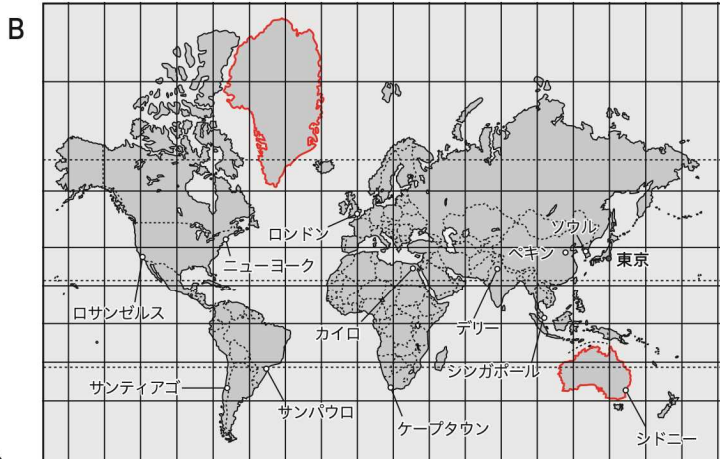 B
ロンドン
ソウル
ペキン
東京
ニューヨーク
ロサンゼルス
カイロ
デリー
シンガポール
サンティアゴ
サンパウロ
ケープタウン
シドニー